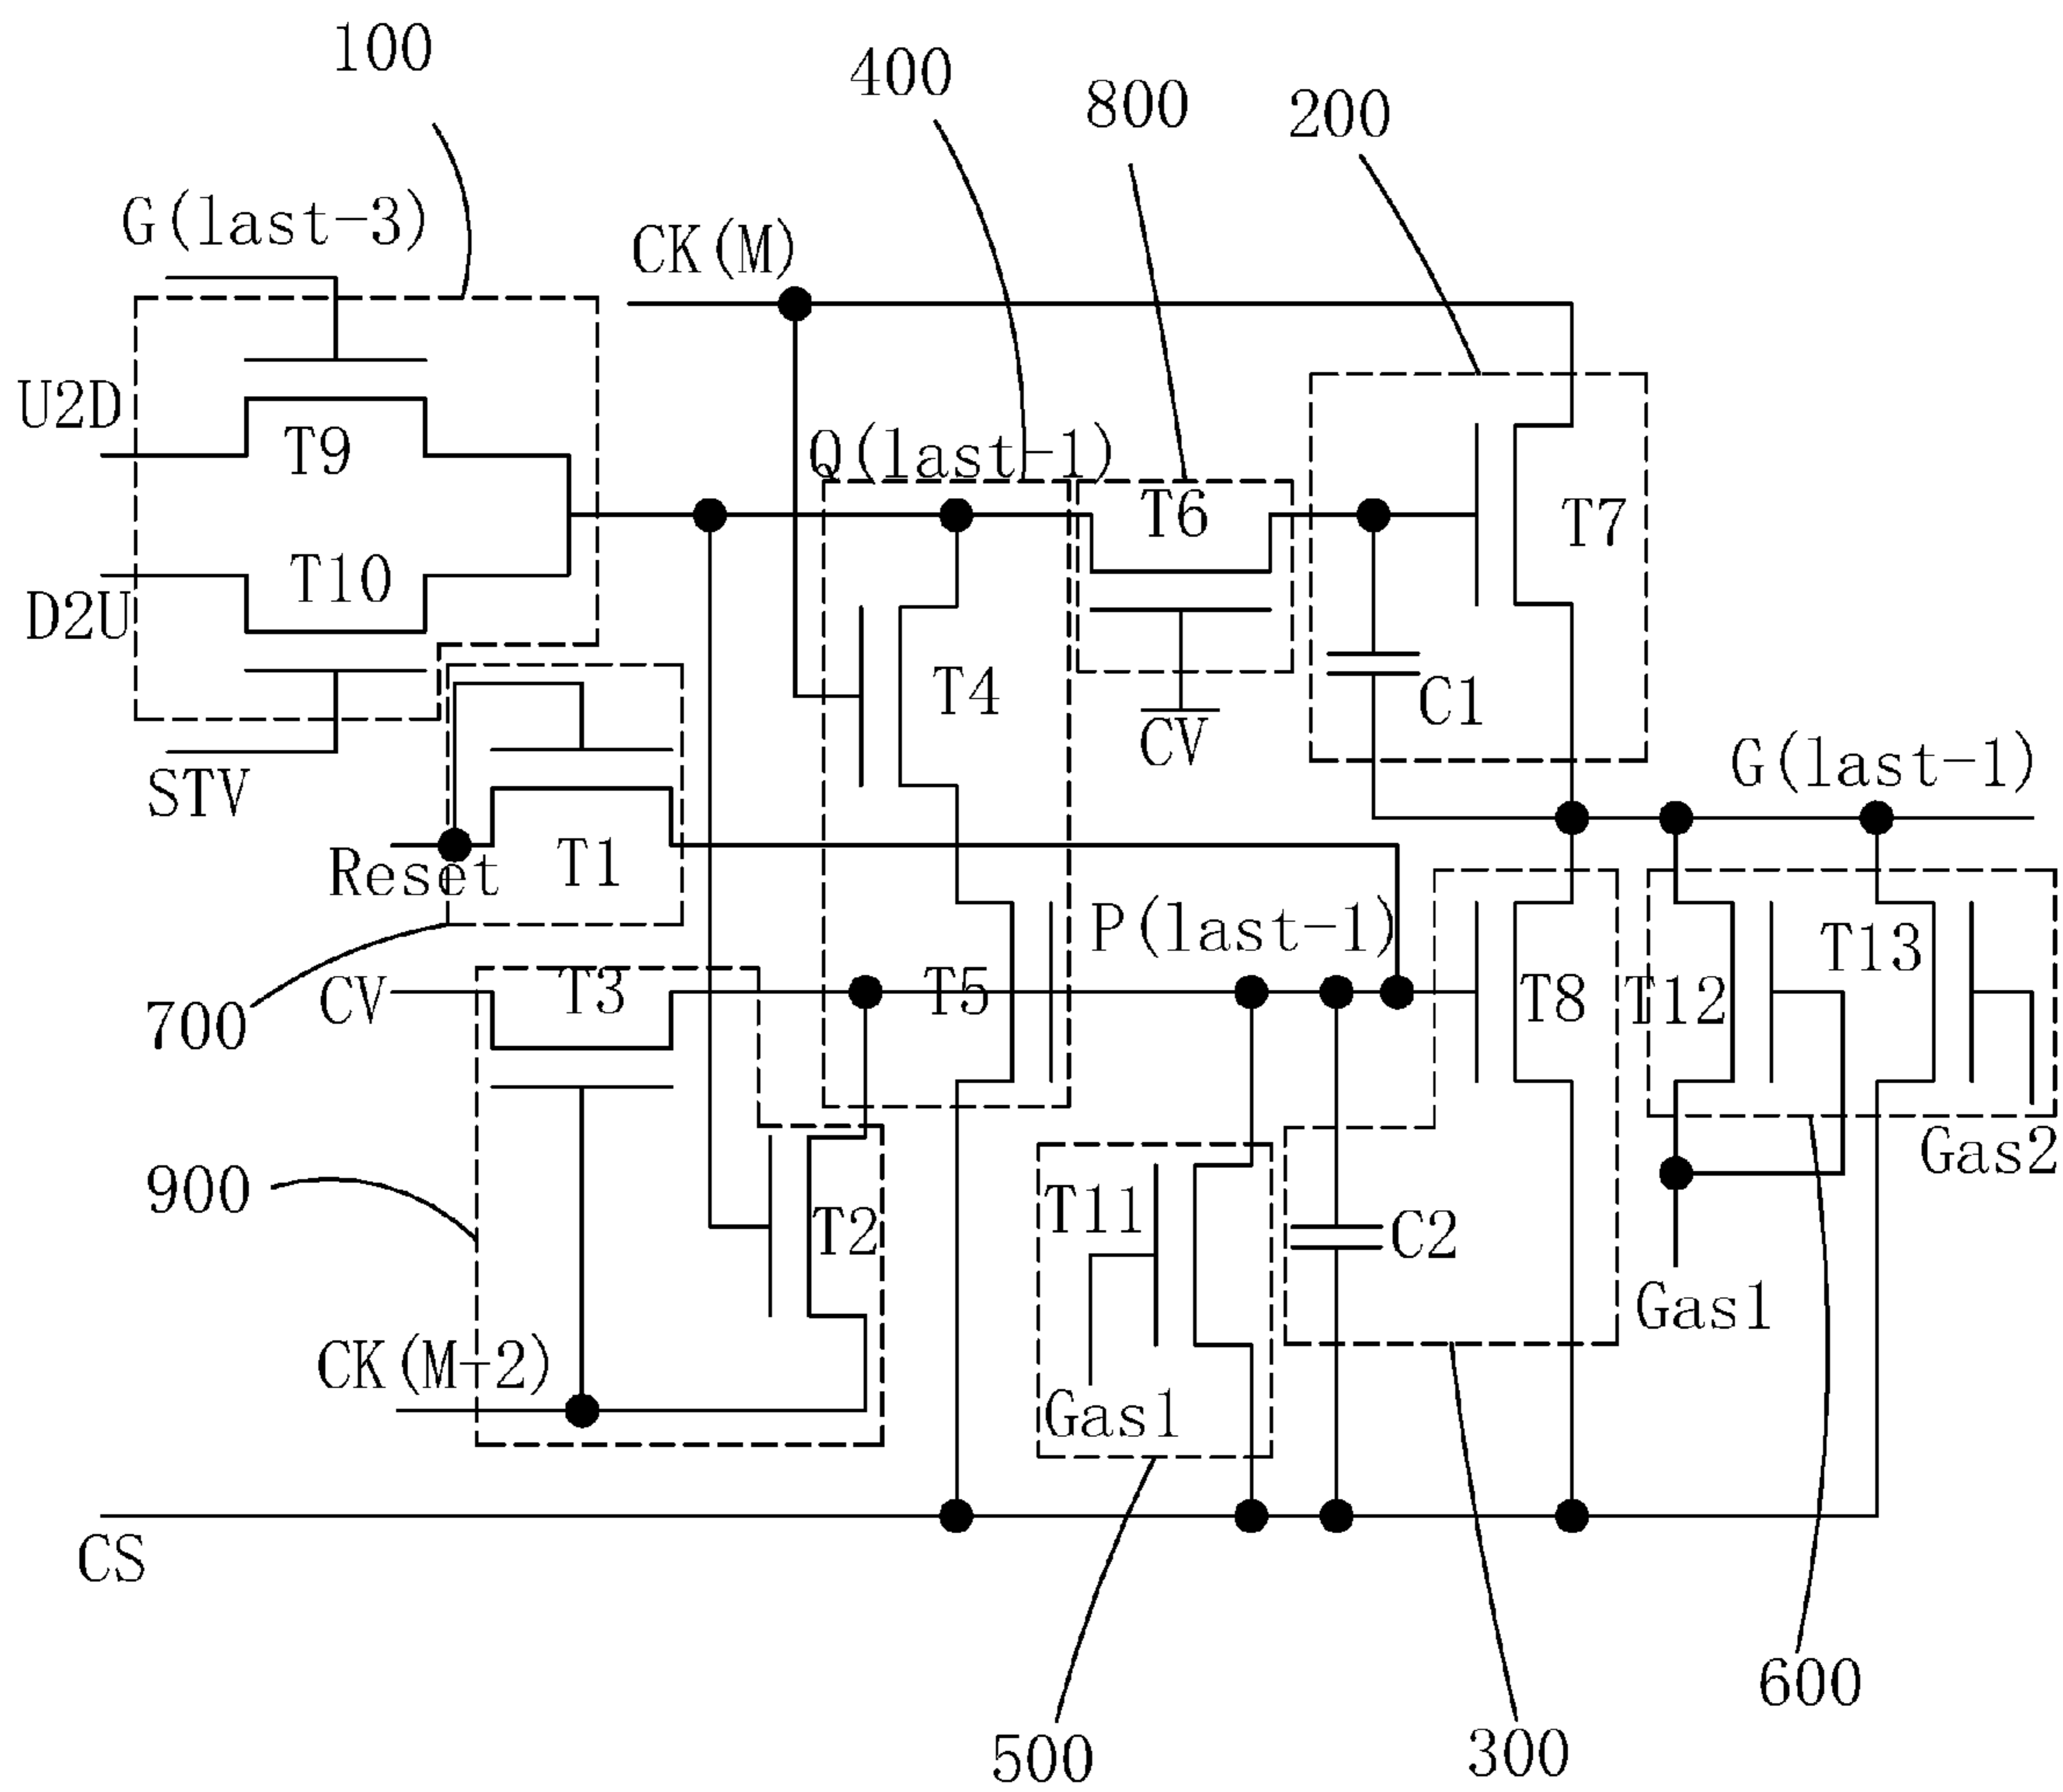 100
400
800
200
G(last-3)
CK(M)
U2D
T9
Q(last-1)
T6
T7
T10
D2U
T4
C1
CV
STV
G(last-1)
Reset
T1
P(last-1)
T13
CV
T3
T5
T8
T12
700
Gas2
900
T2
T11
C2
Gas1
CK(M-2)
Gas1
CS
600
500
300